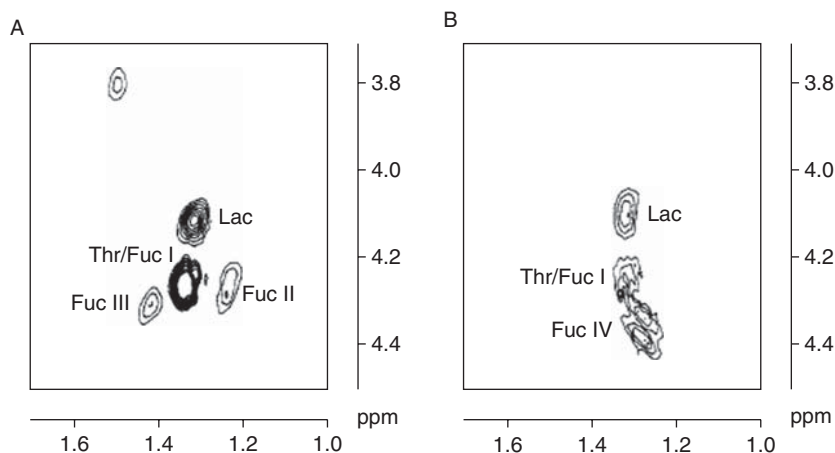 A
3.8
4.0
Lac
Thr/Fuc I
4.2
Fuc III
Fuc II
4.4
ppm
1.6
1.4
1.2
1.0
B
3.8
4.0
Lac
4.2
Thr/Fuc I
Fuc IV
4.4
ppm
1.6
1.4
1.2
1.0